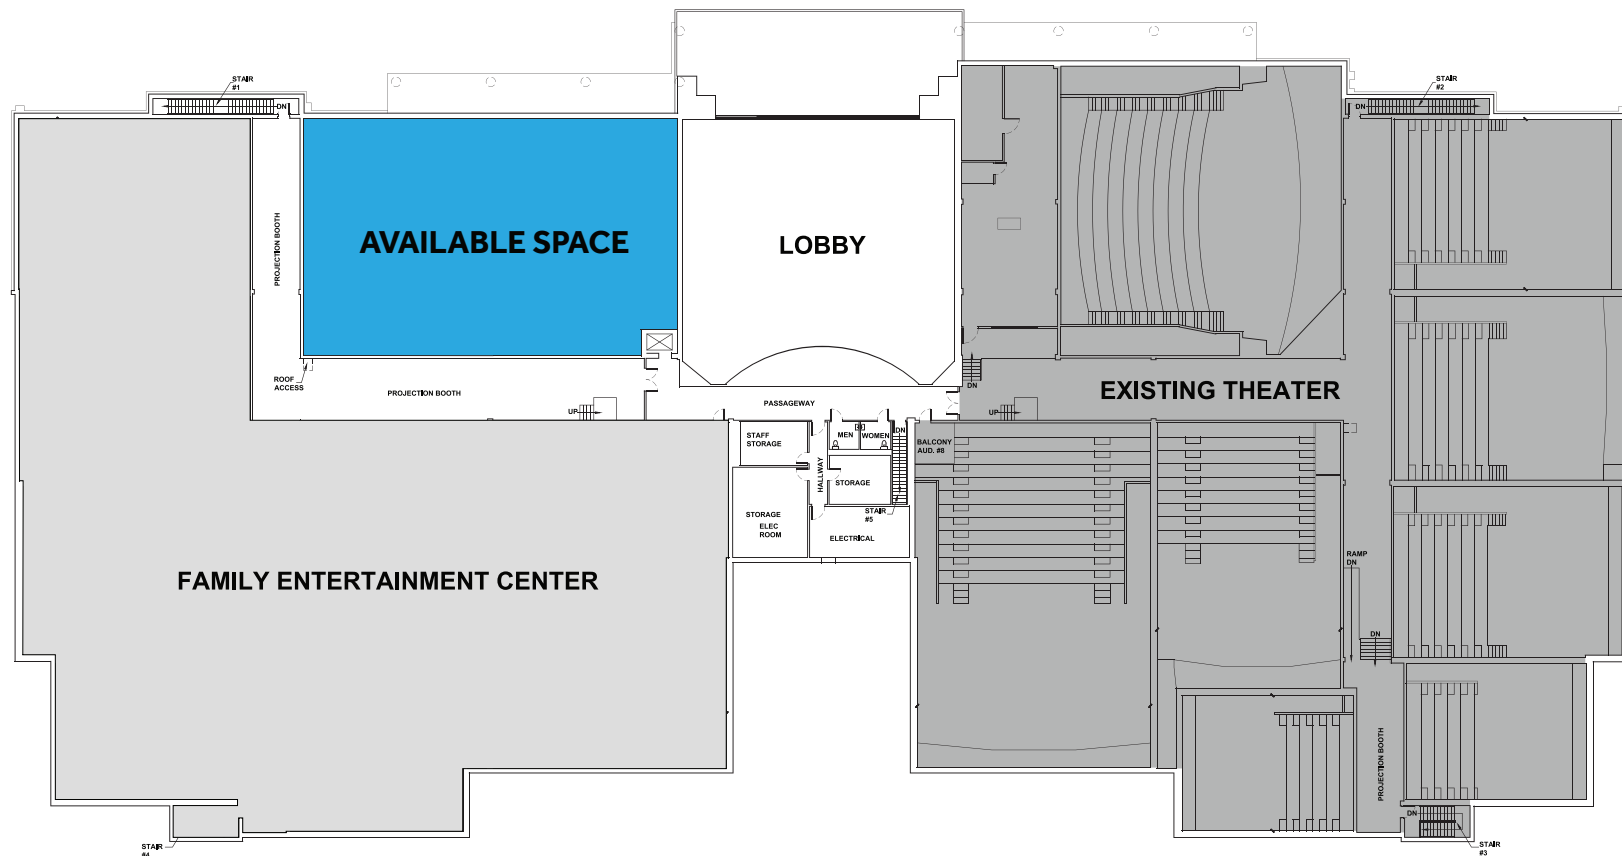 STAIR
#1
DN
STAIR
#2
DN
PROJECTION BOOTH
AVAILABLE SPACE
LOBBY
ROOF
ACCESS
PROJECTION BOOTH
UP
PASSAGEWAY
DN
UP
EXISTING THEATER
STAFF
STORAGE
HALLWAY
MEN
WOMEN
DN
BALCONY
AUD. #8
STORAGE
STORAGE
ELEC
ROOM
STAIR
#5
ELECTRICAL
RAMP
DN
FAMILY ENTERTAINMENT CENTER
DN
PROJECTION BOOTH
DN
STAIR
#3
STAIR
#4